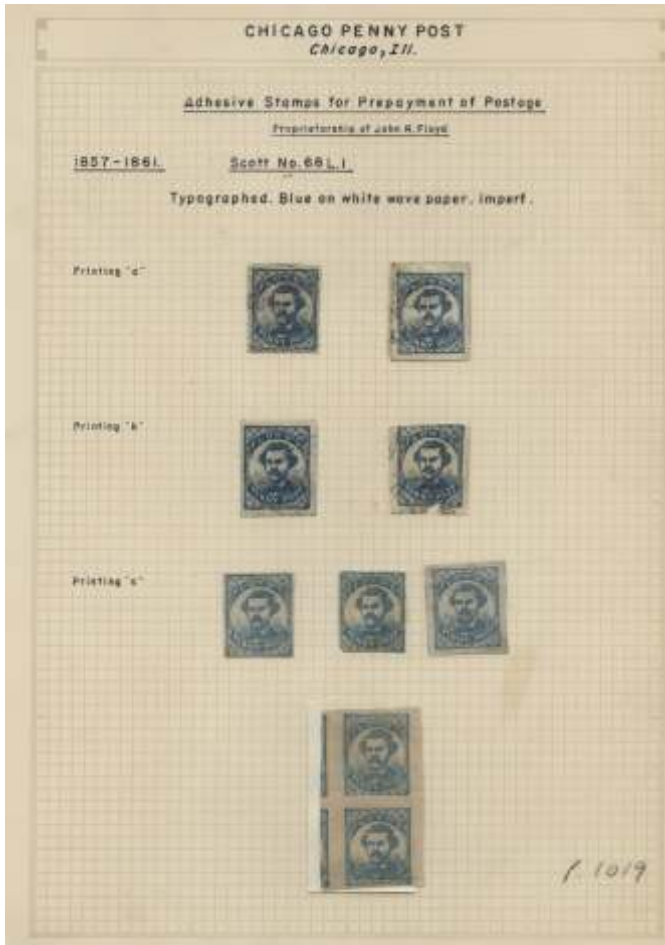 CHICAGO PENNY POST
Chicago, Ill.
Adhesive Stamps for Prepayment of Postage
Proprietorship of John R. Floyd
1857-1861. Scott No. 68 L.1
Typographed. Blue on white wove paper, imperf.
Printing "a"
Printing "b"
Printing "c"
1019